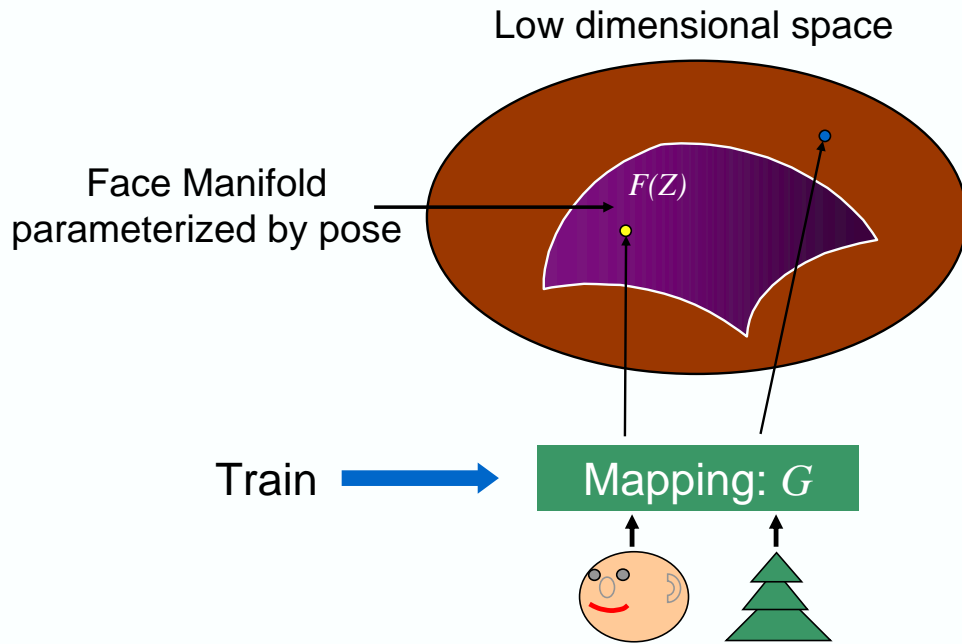 Low dimensional space
Face Manifold
parameterized by pose
F(Z)
Train
Mapping: G